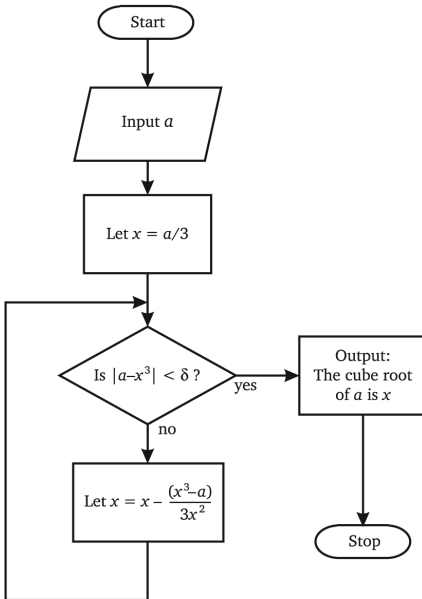 Start
Input a
Let x = a/3
Is |a–x³| < δ ?
yes
Output:
The cube root
of a is x
no
Let x = x – (x³–a)/3x²
Stop